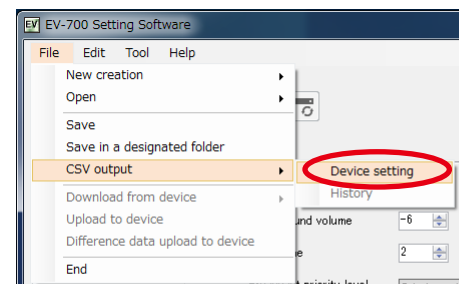 EV EV-700 Setting Software
File Edit Tool Help
New creation
Open
Save
Save in a designated folder
CSV output
Device setting
History
Download from device
Upload to device
Difference data upload to device
End
und volume -6
2